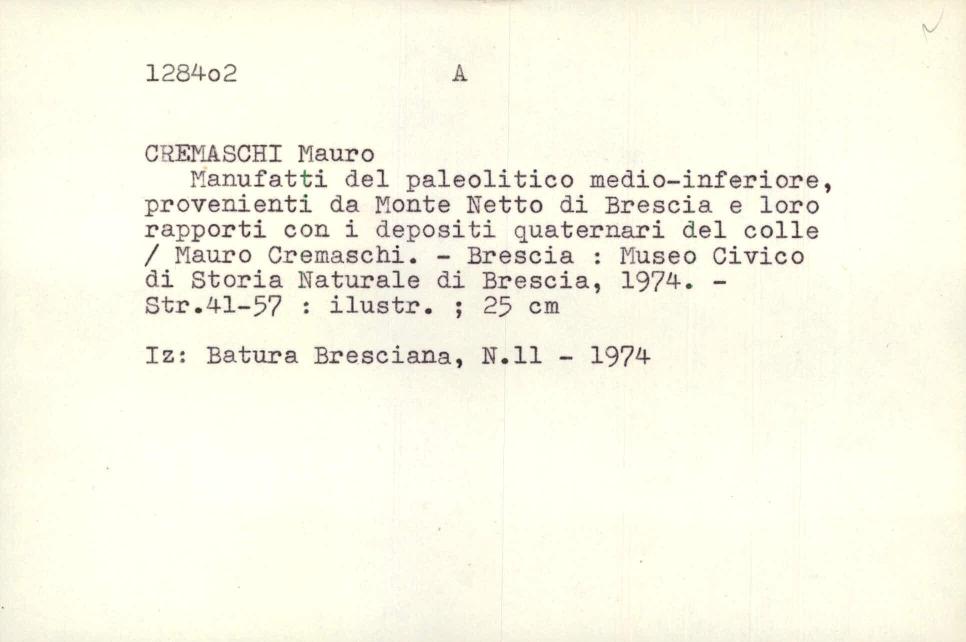 1284o2 A
CREMASCHI Mauro
Manufatti del paleolitico medio-inferiore,
provenienti da Monte Netto di Brescia e loro
rapporti con i depositi quaternari del colle
/ Mauro Cremaschi. - Brescia : Museo Civico
di Storia Naturale di Brescia, 1974. -
Str.41-57 : ilustr. ; 25 cm
Iz: Batura Bresciana, N.11 - 1974